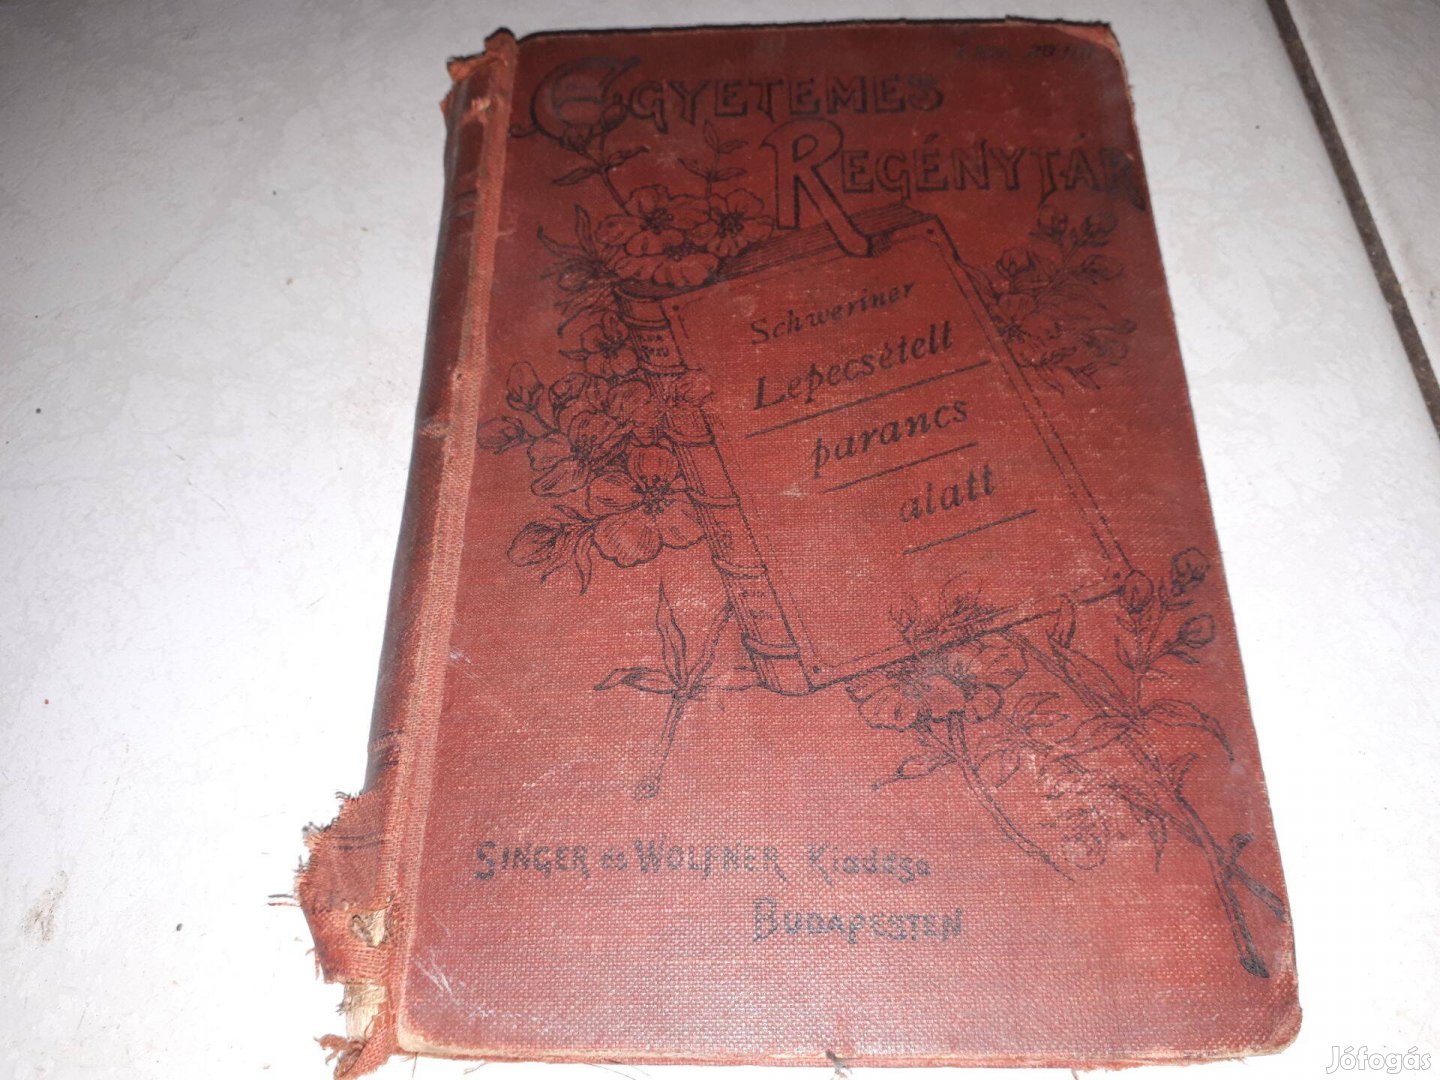 EGYETEMES
REGÉNYTÁR
Schweriner
Lepecsételt
parancs
alatt
SINGER és WOLFNER Kiadása
BUDAPESTEN
Jófogás